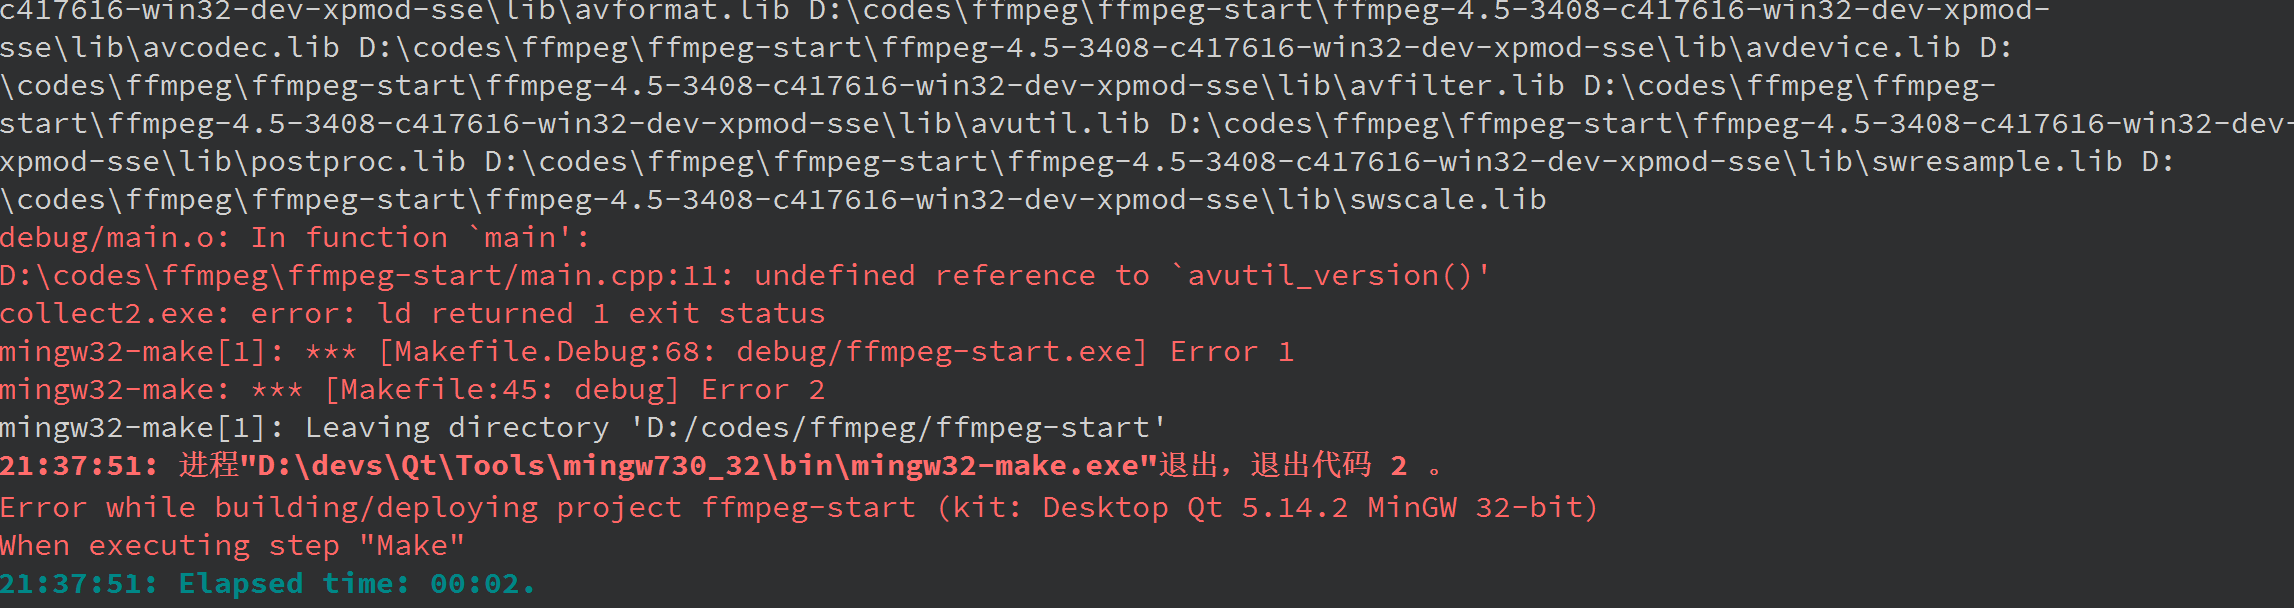 c417616-win32-dev-xpmod-sse\lib\avformat.lib D:\codes\ffmpeg\ffmpeg-start\ffmpeg-4.5-3408-c417616-win32-dev-xpmod-
sse\lib\avcodec.lib D:\codes\ffmpeg\ffmpeg-start\ffmpeg-4.5-3408-c417616-win32-dev-xpmod-sse\lib\avdevice.lib D:
\codes\ffmpeg\ffmpeg-start\ffmpeg-4.5-3408-c417616-win32-dev-xpmod-sse\lib\avfilter.lib D:\codes\ffmpeg\ffmpeg-
start\ffmpeg-4.5-3408-c417616-win32-dev-xpmod-sse\lib\avutil.lib D:\codes\ffmpeg\ffmpeg-start\ffmpeg-4.5-3408-c417616-win32-dev-
xpmod-sse\lib\postproc.lib D:\codes\ffmpeg\ffmpeg-start\ffmpeg-4.5-3408-c417616-win32-dev-xpmod-sse\lib\swresample.lib D:
\codes\ffmpeg\ffmpeg-start\ffmpeg-4.5-3408-c417616-win32-dev-xpmod-sse\lib\swscale.lib
debug/main.o: In function `main':
D:\codes\ffmpeg\ffmpeg-start/main.cpp:11: undefined reference to `avutil_version()'
collect2.exe: error: ld returned 1 exit status
mingw32-make[1]: *** [Makefile.Debug:68: debug/ffmpeg-start.exe] Error 1
mingw32-make: *** [Makefile:45: debug] Error 2
mingw32-make[1]: Leaving directory 'D:/codes/ffmpeg/ffmpeg-start'
21:37:51: 进程"D:\devs\Qt\Tools\mingw730_32\bin\mingw32-make.exe"退出，退出代码 2 。
Error while building/deploying project ffmpeg-start (kit: Desktop Qt 5.14.2 MinGW 32-bit)
When executing step "Make"
21:37:51: Elapsed time: 00:02.